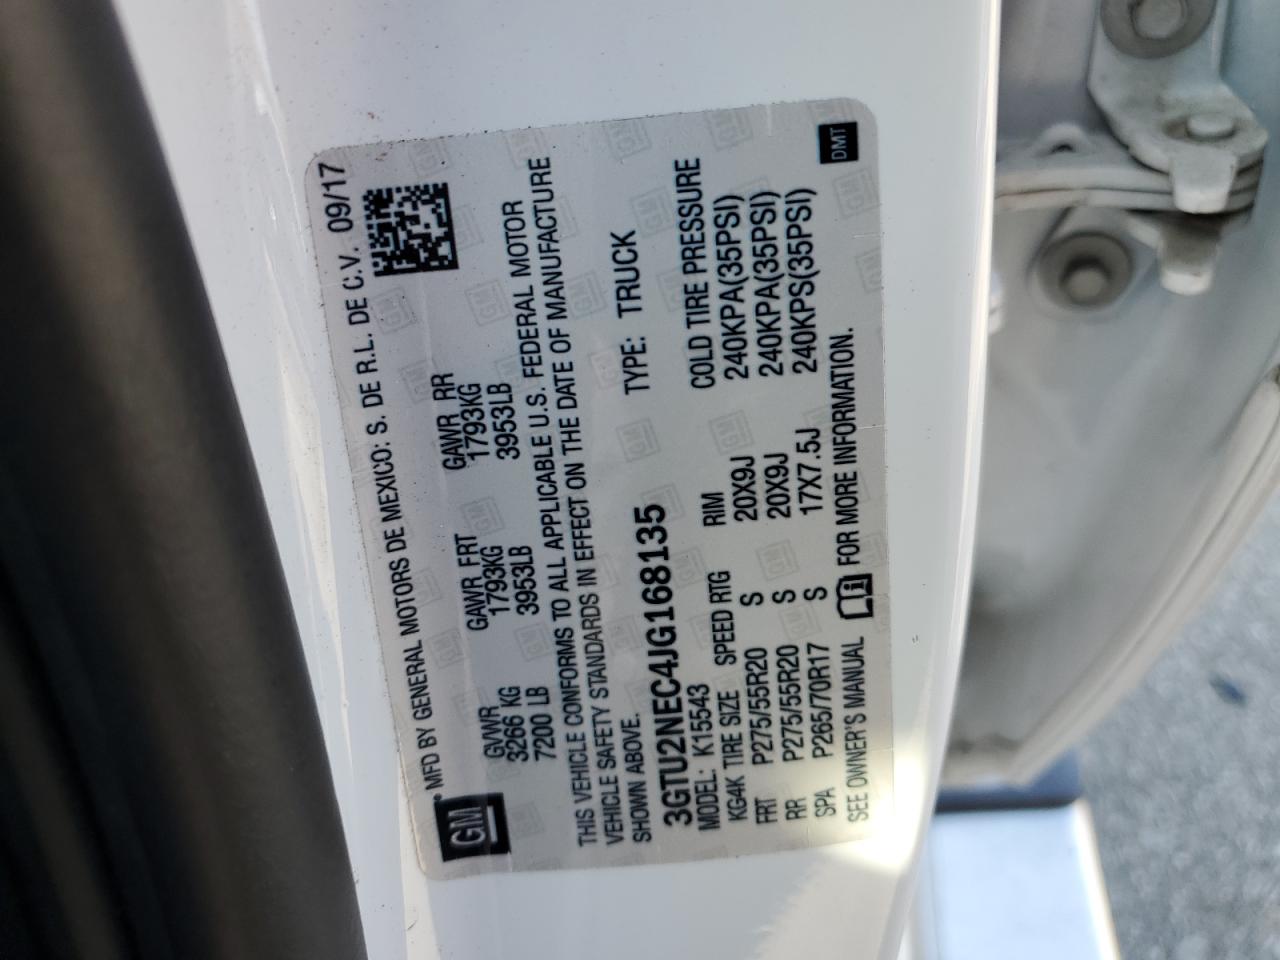 GM
MFD BY GENERAL MOTORS DE MEXICO: S. DE R.L. DE C.V. 09/17
GVWR GAWR FRT GAWR RR
3266 KG 1793KG 1793KG
7200 LB 3953LB 3953LB
THIS VEHICLE CONFORMS TO ALL APPLICABLE U.S. FEDERAL MOTOR
VEHICLE SAFETY STANDARDS IN EFFECT ON THE DATE OF MANUFACTURE
SHOWN ABOVE.
3GTU2NEC4JG168135 TYPE: TRUCK
MODEL: K15543
KG4K TIRE SIZE SPEED RTG RIM COLD TIRE PRESSURE
FRT P275/55R20 S 20X9J 240KPA(35PSI)
RR P275/55R20 S 20X9J 240KPA(35PSI)
SPA P265/70R17 S 17X7.5J 240KPS(35PSI)
SEE OWNER'S MANUAL FOR MORE INFORMATION.
DMT